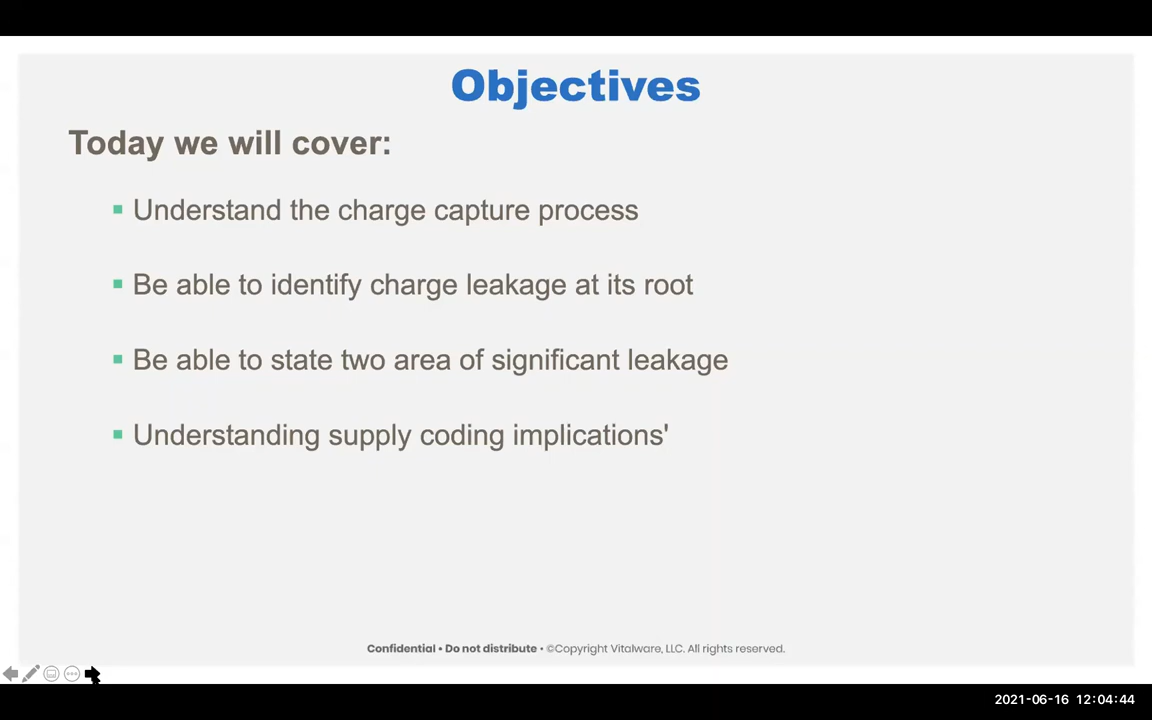 Objectives
Today we will cover:
▪ Understand the charge capture process
▪ Be able to identify charge leakage at its root
▪ Be able to state two area of significant leakage
▪ Understanding supply coding implications'
Confidential • Do not distribute • ©Copyright Vitalware, LLC. All rights reserved.
2021-06-16 12:04:44